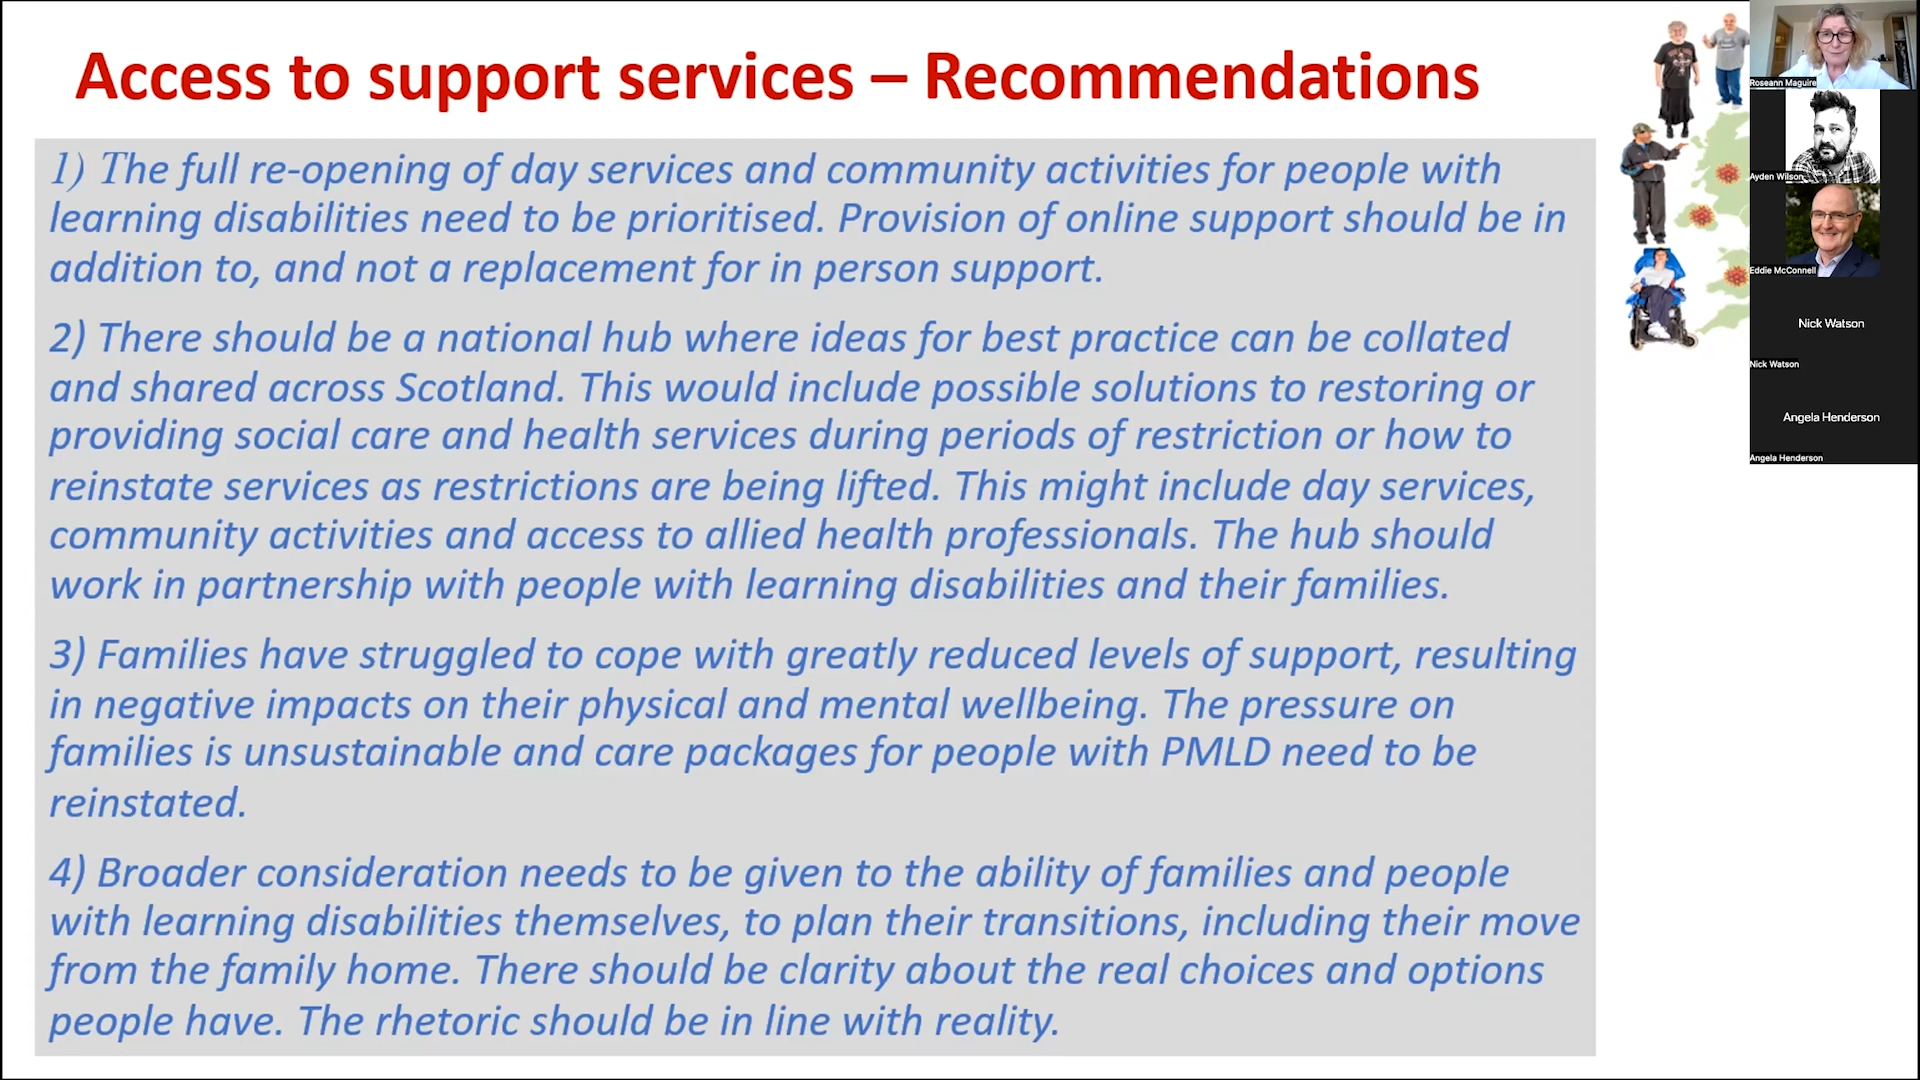 Access to support services – Recommendations
1) The full re-opening of day services and community activities for people with
learning disabilities need to be prioritised. Provision of online support should be in
addition to, and not a replacement for in person support.
2) There should be a national hub where ideas for best practice can be collated
and shared across Scotland. This would include possible solutions to restoring or
providing social care and health services during periods of restriction or how to
reinstate services as restrictions are being lifted. This might include day services,
community activities and access to allied health professionals. The hub should
work in partnership with people with learning disabilities and their families.
3) Families have struggled to cope with greatly reduced levels of support, resulting
in negative impacts on their physical and mental wellbeing. The pressure on
families is unsustainable and care packages for people with PMLD need to be
reinstated.
4) Broader consideration needs to be given to the ability of families and people
with learning disabilities themselves, to plan their transitions, including their move
from the family home. There should be clarity about the real choices and options
people have. The rhetoric should be in line with reality.
Roseann Maguire
Ayden Wilson
Eddie McConnell
Nick Watson
Nick Watson
Angela Henderson
Angela Henderson